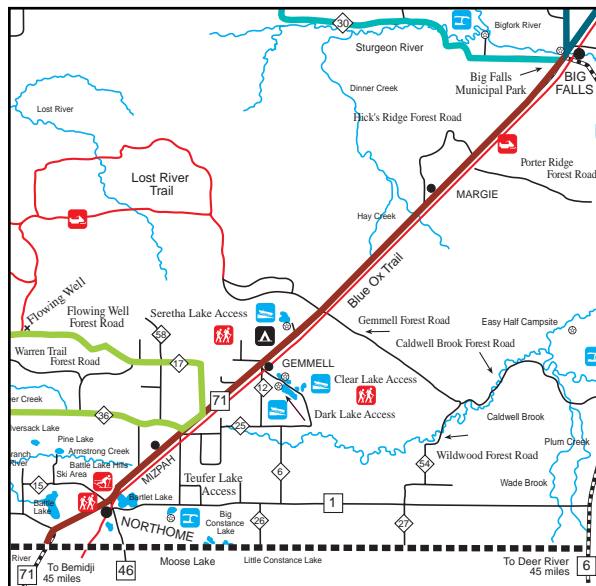 30
Bigfork River
Sturgeon River
Big Falls
Municipal Park
BIG
FALLS
Dinner Creek
Lost River
Hick's Ridge Forest Road
Porter Ridge
Forest Road
Lost River
Trail
MARGIE
Hay Creek
Blue Ox Trail
Flowing Well
Flowing Well
Forest Road
Seretha Lake Access
Gemmell Forest Road
Easy Half Campsite
58
Caldwell Brook Forest Road
Warren Trail
Forest Road
17
GEMMELL
12
Clear Lake Access
er Creek
71
Dark Lake Access
36
Caldwell Brook
iversack Lake
25
Pine Lake
Armstrong Creek
MIZPAH
Plum Creek
ranch
River
Battle Lake Hills
Ski Area
Wildwood Forest Road
54
6
Teufer Lake
Access
Wade Brook
15
Battle
Lake
Bartlet Lake
1
NORTHOME
Big
Constance
Lake
26
27
River
Moose Lake
Little Constance Lake
71
To Bemidji
45 miles
46
To Deer River
45 miles
6